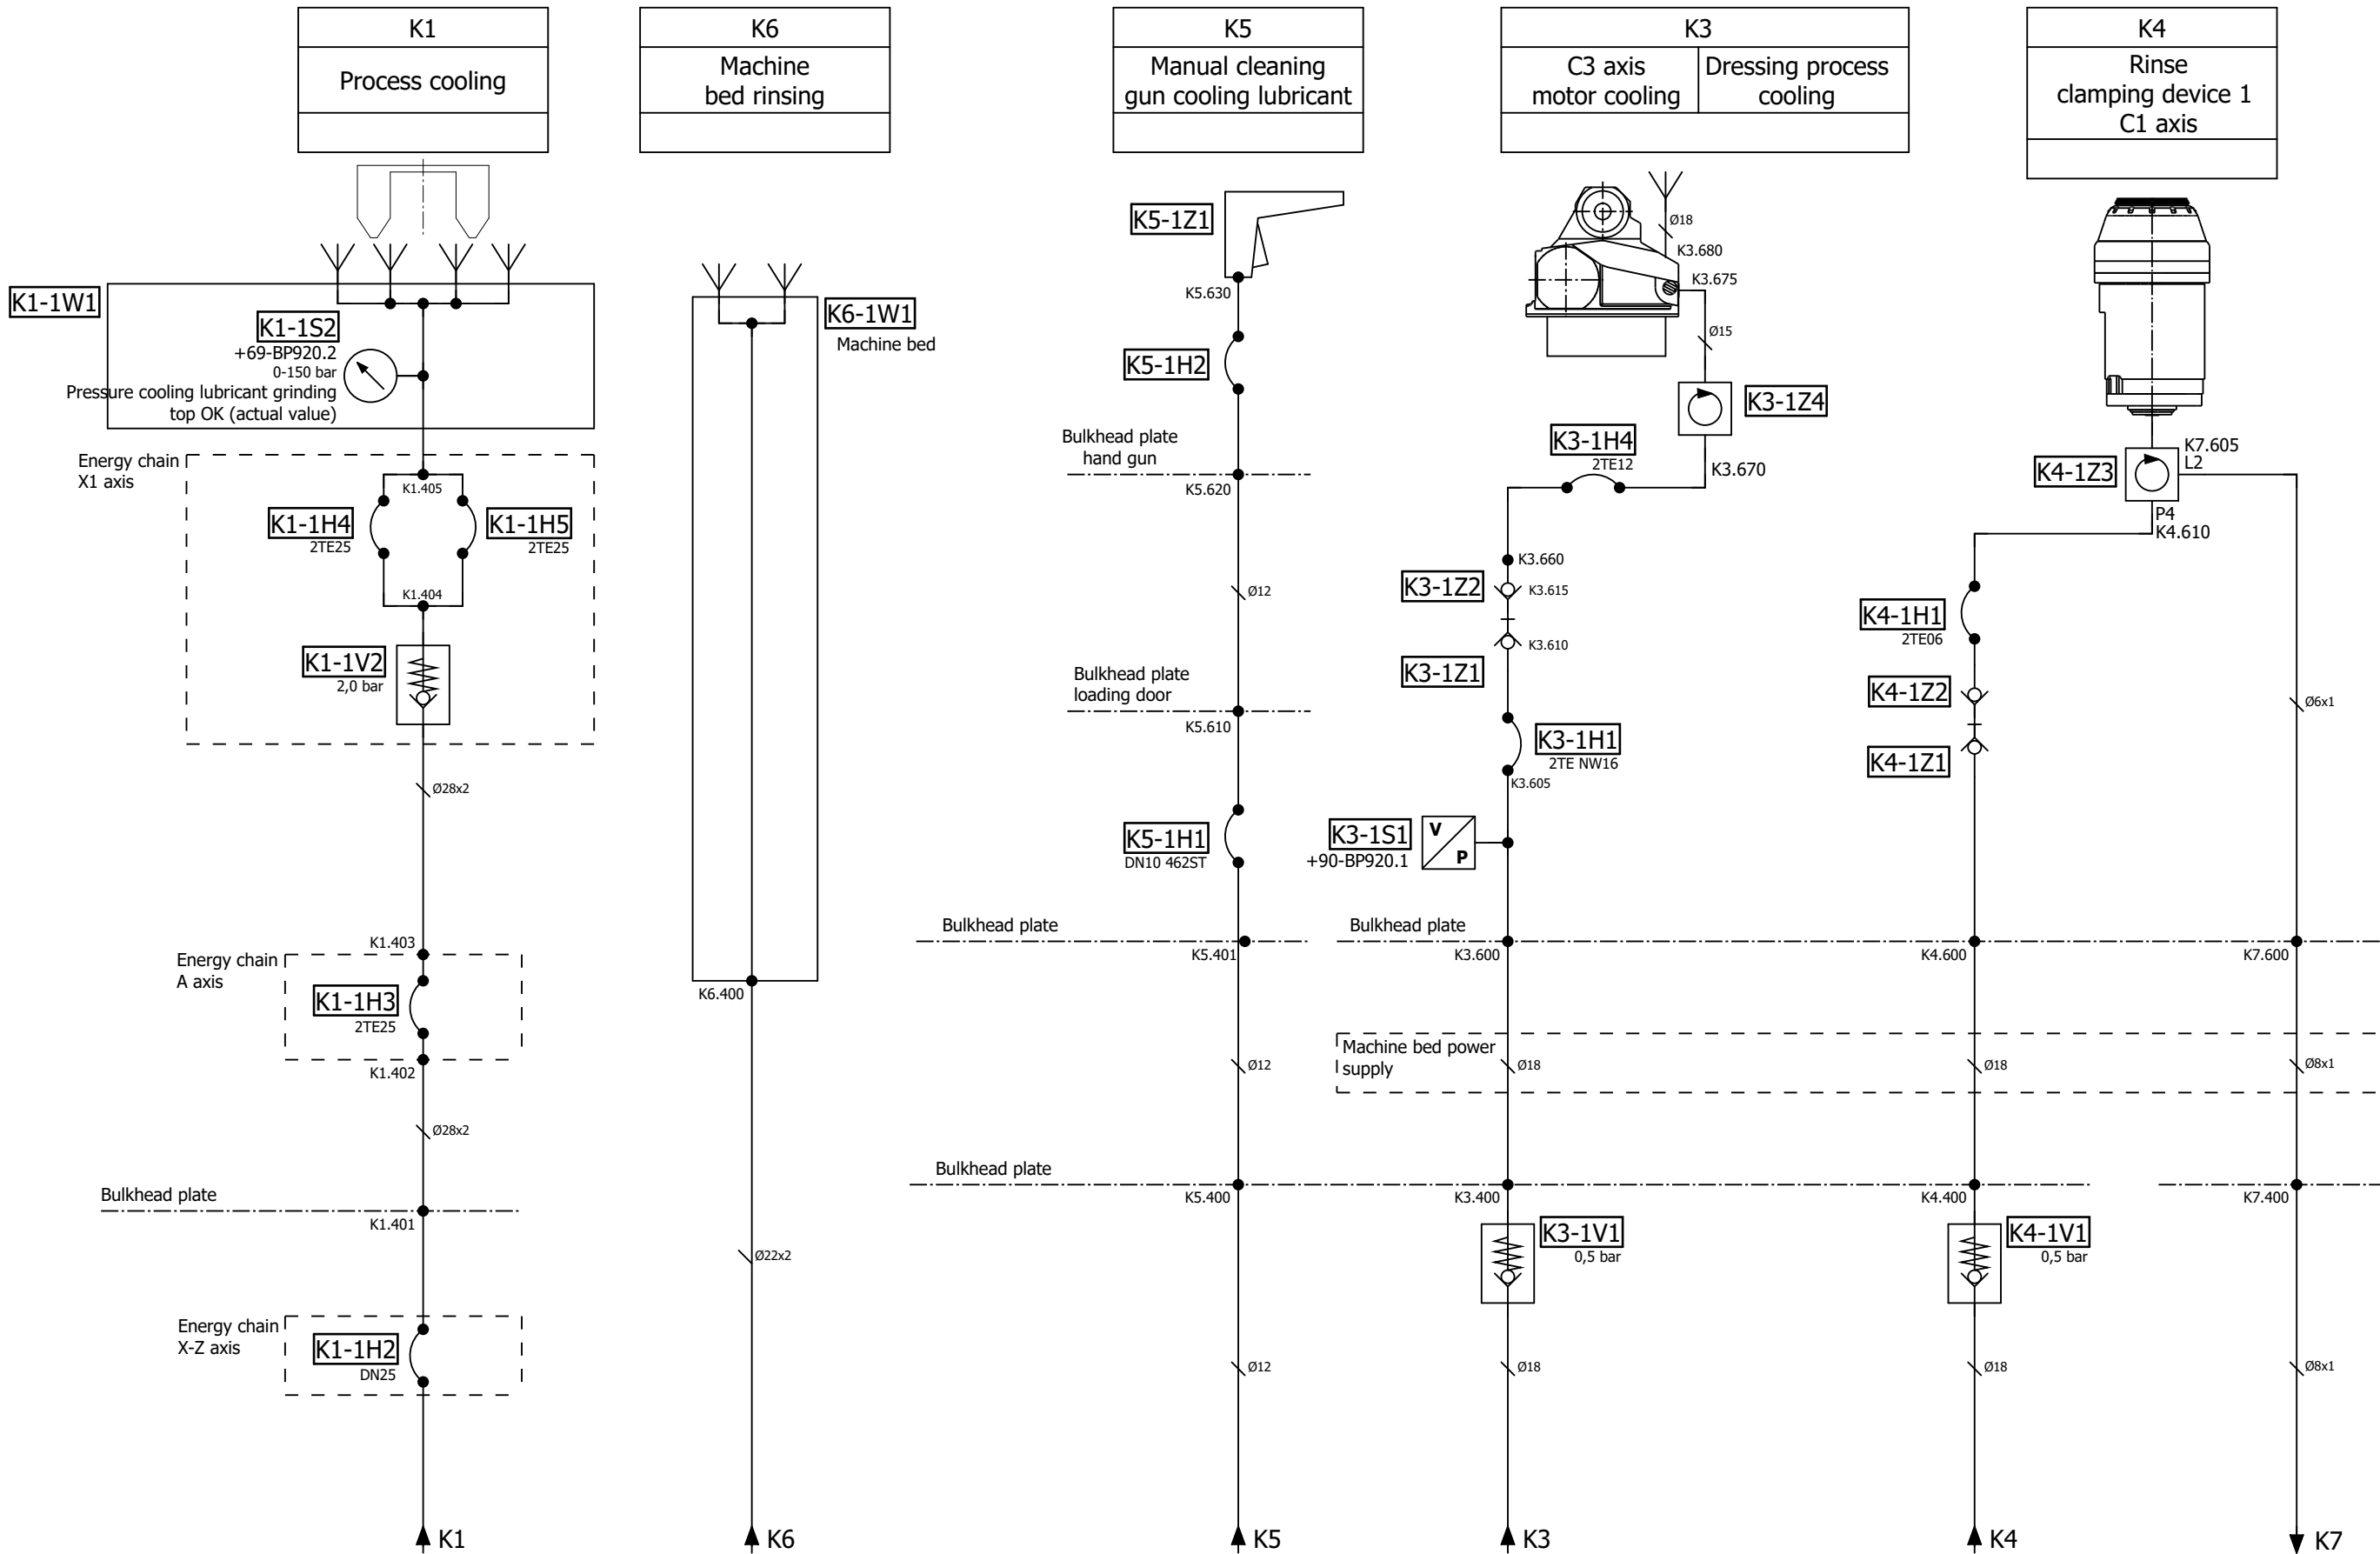 K1
Process cooling
K6
Machine
bed rinsing
K5
Manual cleaning
gun cooling lubricant
K3
C3 axis
motor cooling
Dressing process
cooling
K4
Rinse
clamping device 1
C1 axis
K1-1W1
K1-1S2
+69-BP920.2
0-150 bar
Pressure cooling lubricant grinding
top OK (actual value)
Energy chain
X1 axis
K1.405
K1-1H4
2TE25
K1-1H5
2TE25
K1.404
K1-1V2
2,0 bar
Ø28x2
K1.403
Energy chain
A axis
K1-1H3
2TE25
K1.402
Ø28x2
Bulkhead plate
K1.401
Energy chain
X-Z axis
K1-1H2
DN25
K1
K6-1W1
Machine bed
K6.400
Ø22x2
K6
K5-1Z1
K5.630
K5-1H2
Bulkhead plate
hand gun
K5.620
Ø12
Bulkhead plate
loading door
K5.610
K5-1H1
DN10 462ST
Bulkhead plate
K5.401
Ø12
Bulkhead plate
K5.400
Ø12
K5
Ø18
K3.680
K3.675
Ø15
K3-1Z4
K3-1H4
2TE12
K3.670
K3.660
K3-1Z2
K3.615
K3.610
K3-1Z1
K3-1H1
2TE NW16
K3.605
K3-1S1
+90-BP920.1
V
P
Bulkhead plate
K3.600
Machine bed power
supply
Ø18
K3.400
K3-1V1
0,5 bar
Ø18
K3
K7.605
L2
K4-1Z3
P4
K4.610
K4-1H1
2TE06
K4-1Z2
K4-1Z1
K4.600
Ø18
K4.400
K4-1V1
0,5 bar
Ø18
K4
Ø6x1
K7.600
Ø8x1
K7.400
Ø8x1
K7